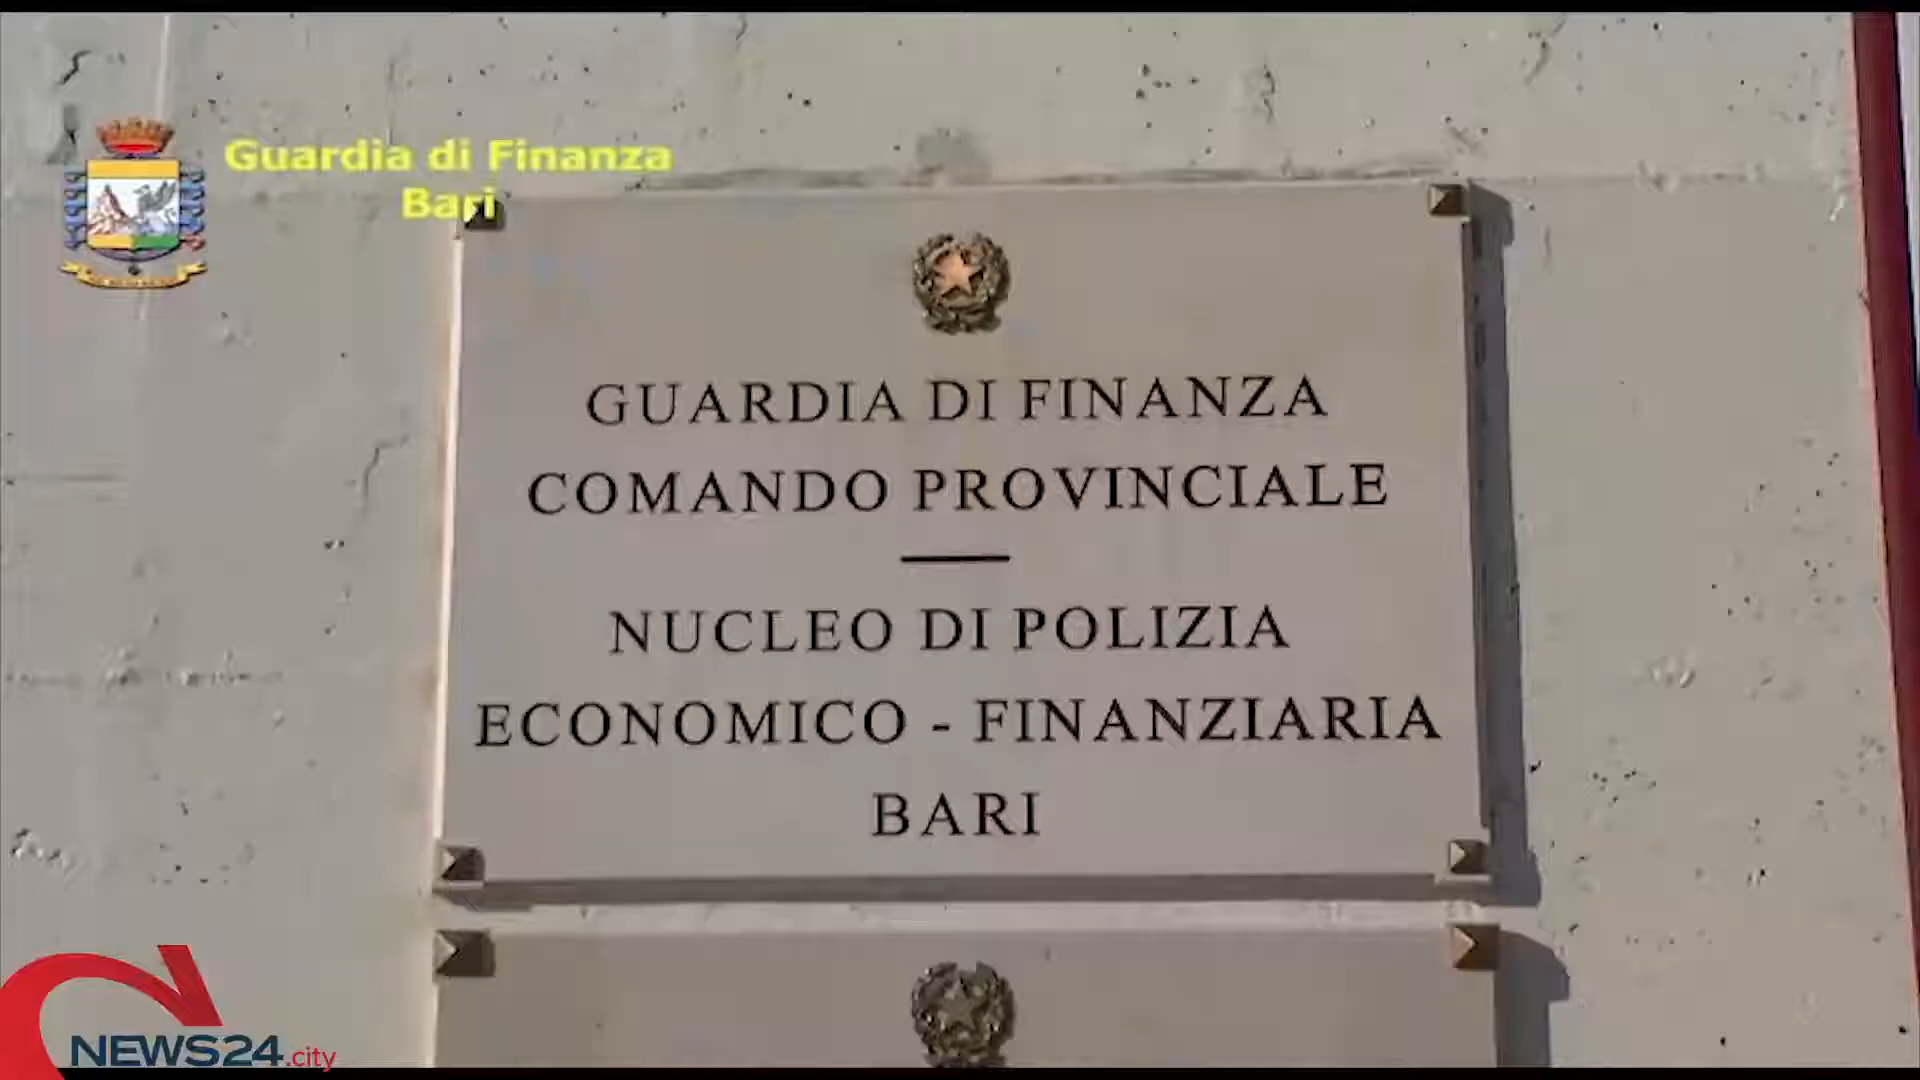 Guardia di Finanza
Bari
GUARDIA DI FINANZA
COMANDO PROVINCIALE
NUCLEO DI POLIZIA
ECONOMICO - FINANZIARIA
BARI
NEWS24.city